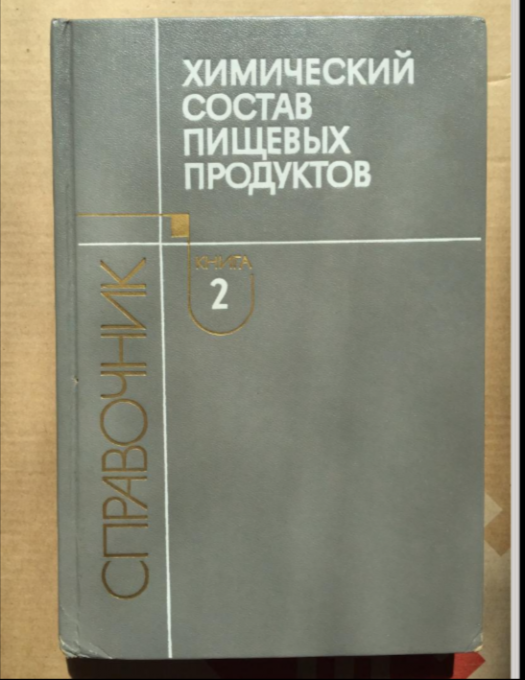 ХИМИЧЕСКИЙ
СОСТАВ
ПИЩЕВЫХ
ПРОДУКТОВ
КНИГА
2
СПРАВОЧНИК